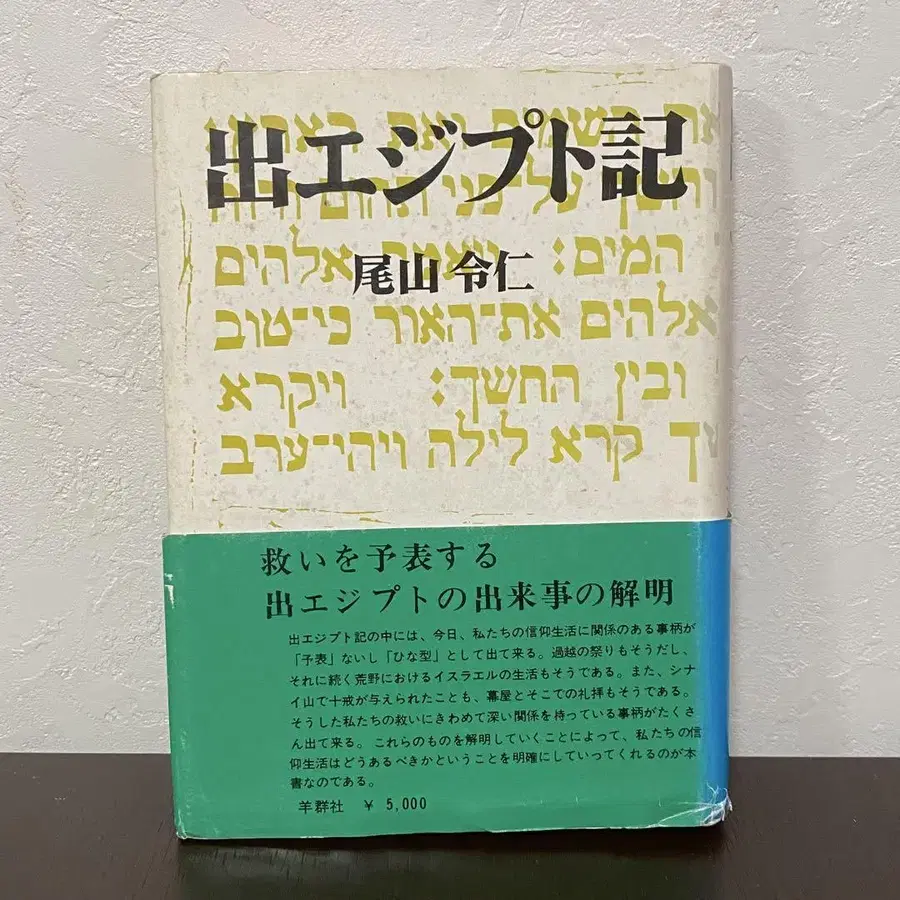 出エジプト記
尾山 令仁
המים: ויאמר אלהים
אלהים את־האור כי־טוב
ובין החשך: ויקרא
קרא לילה ויהי־ערב
救いを予表する
出エジプトの出来事の解明
出エジプト記の中には、今日、私たちの信仰生活に関係のある事柄が
「予表」ないし「ひな型」として出て来る。過越の祭りもそうだし、
それに続く荒野におけるイスラエルの生活もそうである。また、シナ
イ山で十戒が与えられたことも、幕屋とそこでの礼拝もそうである。
そうした私たちの救いにきわめて深い関係を持っている事柄がたくさ
ん出て来る。これらのものを解明していくことによって、私たちの信
仰生活はどうあるべきかということを明確にしていってくれるのが本
書なのである。
羊群社 ￥ 5,000